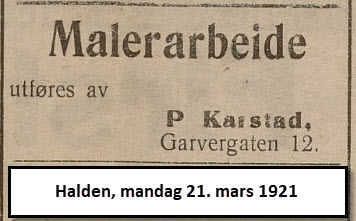 Malerarbeide
utføres av
P Karstad,
Garvergaten 12.
Halden, mandag 21. mars 1921